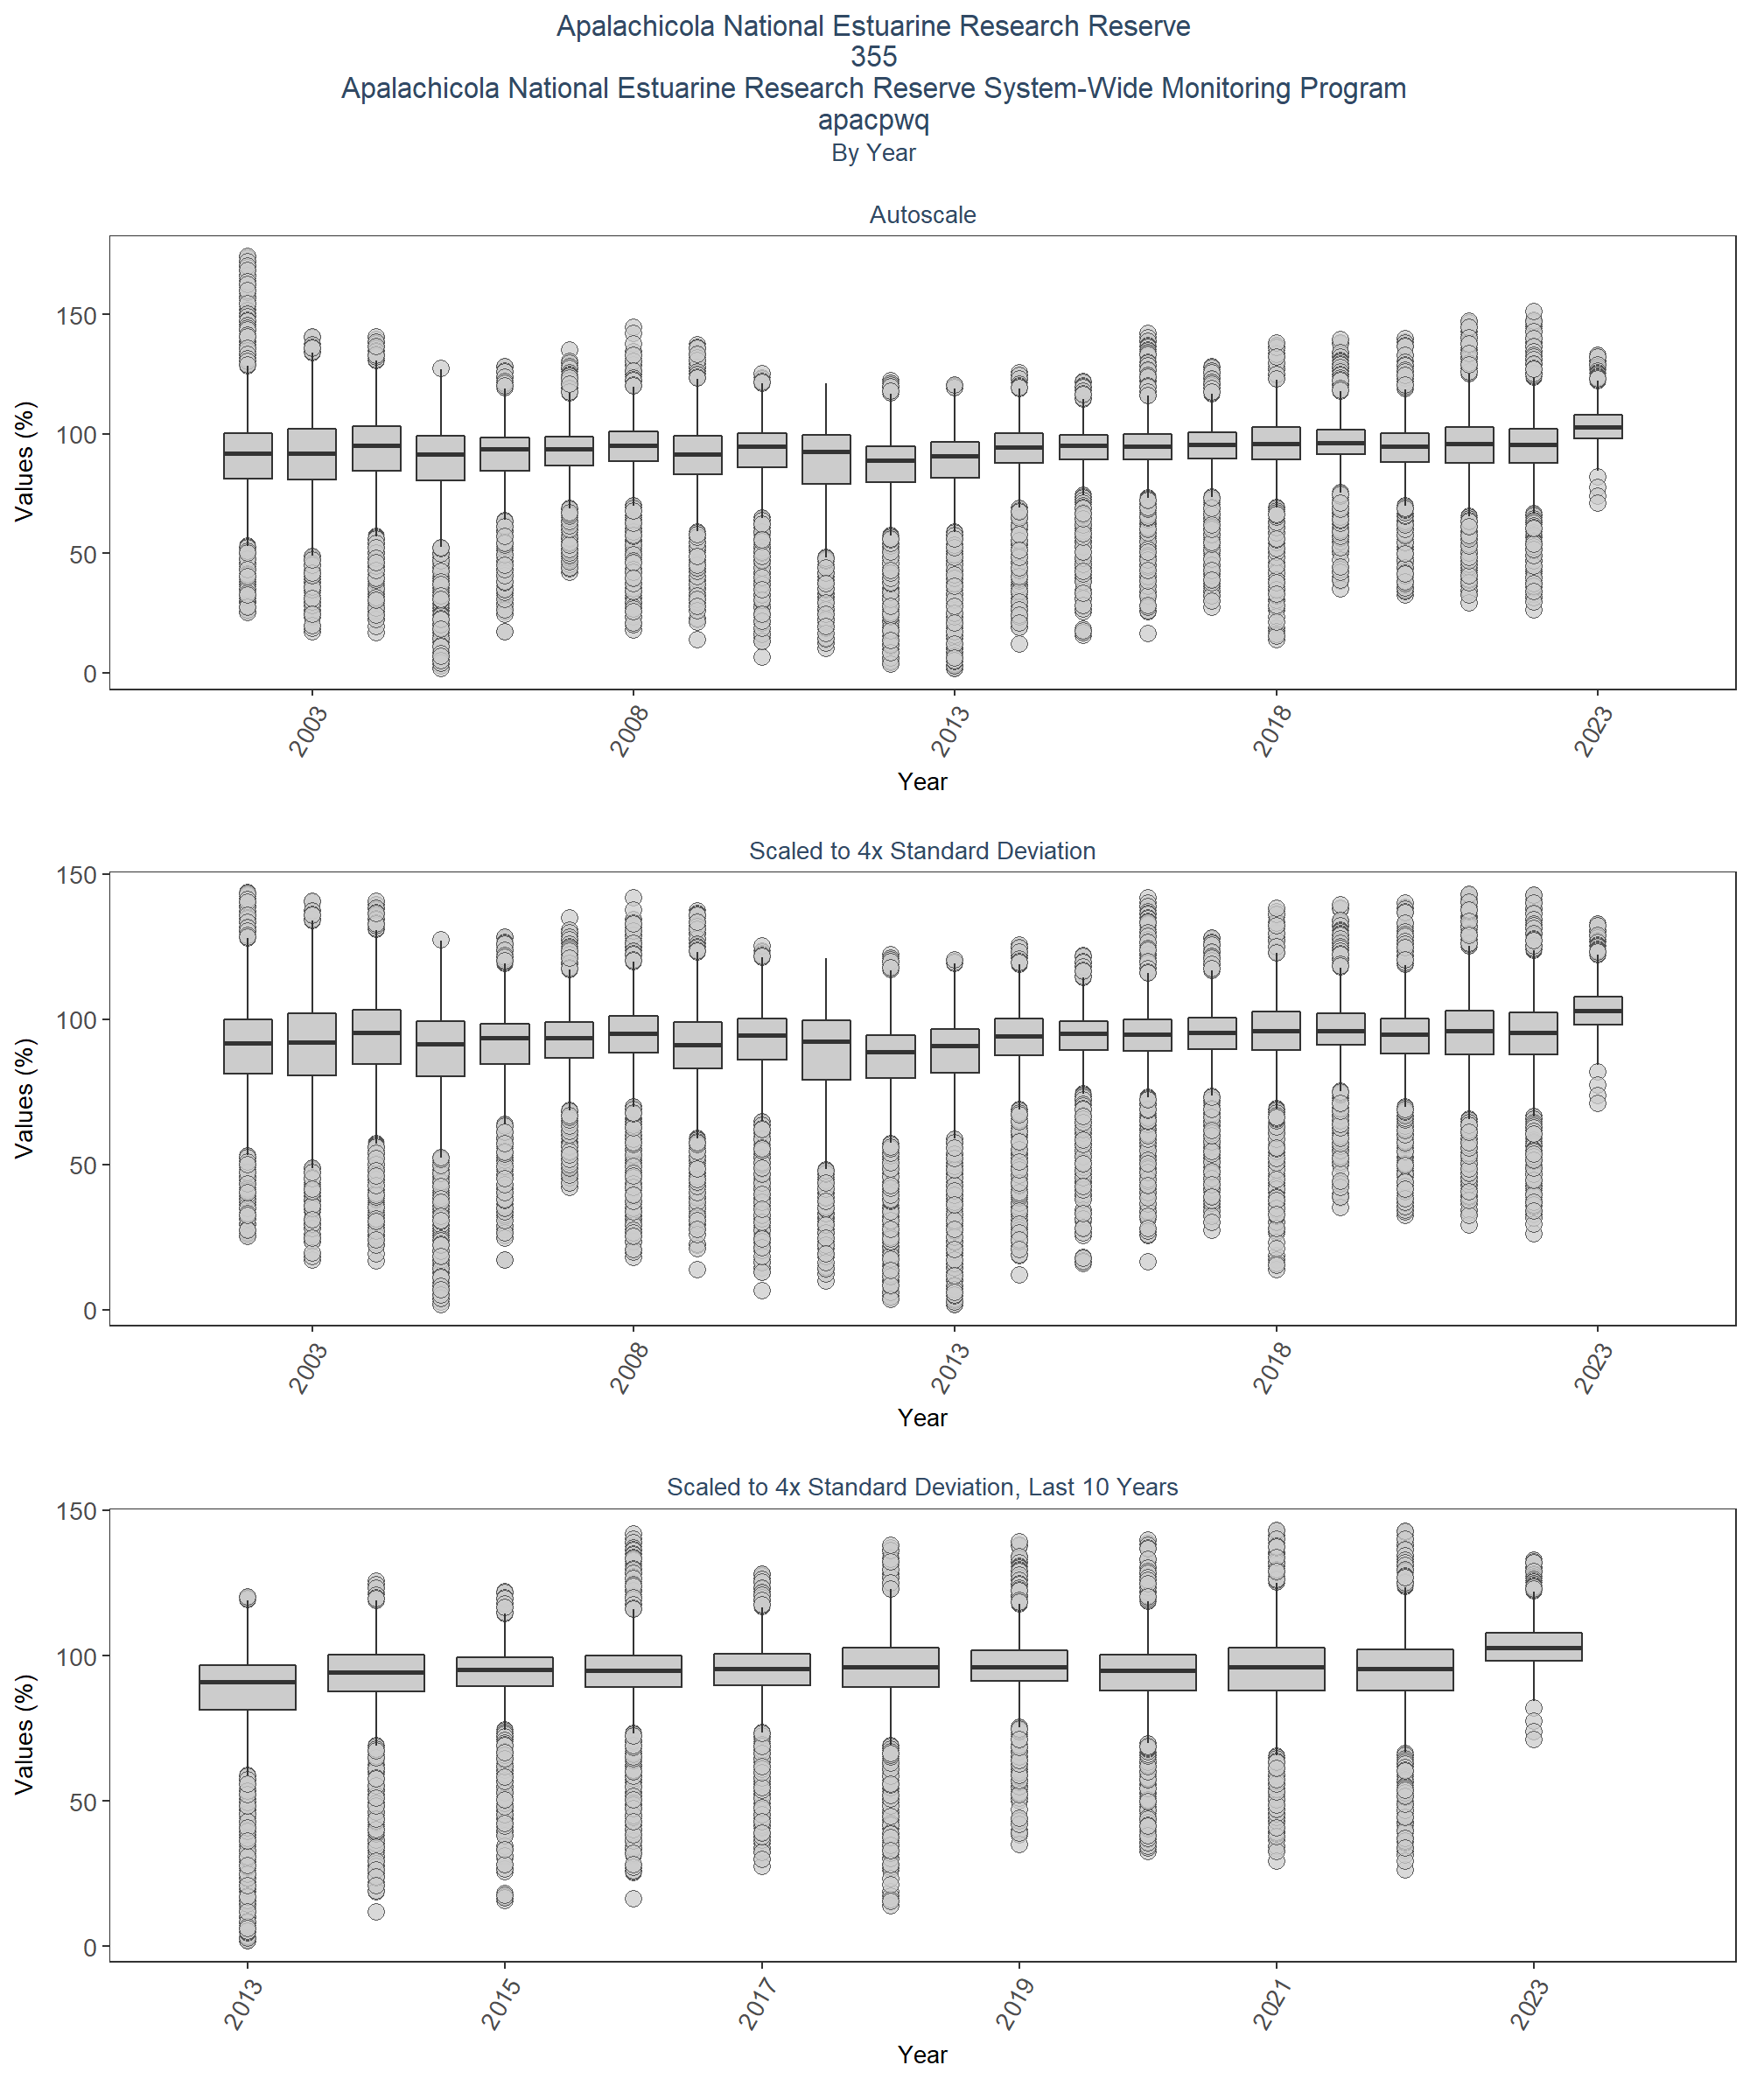 Apalachicola National Estuarine Research Reserve
355
Apalachicola National Estuarine Research Reserve System-Wide Monitoring Program
apacpwq
By Year
Autoscale
Values (%)
150
100
50
0
2003 2008 2013 2018 2023
Year
Scaled to 4x Standard Deviation
Values (%)
150
100
50
0
2003 2008 2013 2018 2023
Year
Scaled to 4x Standard Deviation, Last 10 Years
Values (%)
150
100
50
0
2013 2015 2017 2019 2021 2023
Year